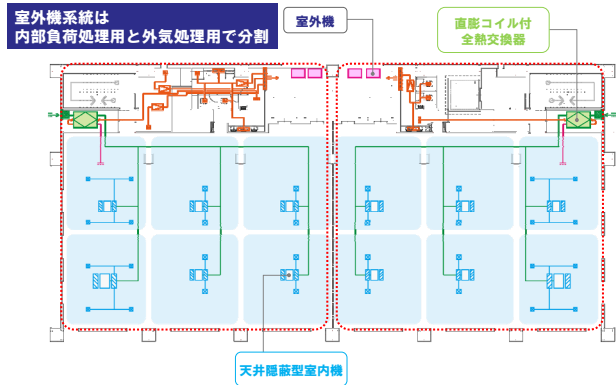 室外機系統は
内部負荷処理用と外気処理用で分割
室外機
直膨コイル付
全熱交換器
天井隠蔽型室内機